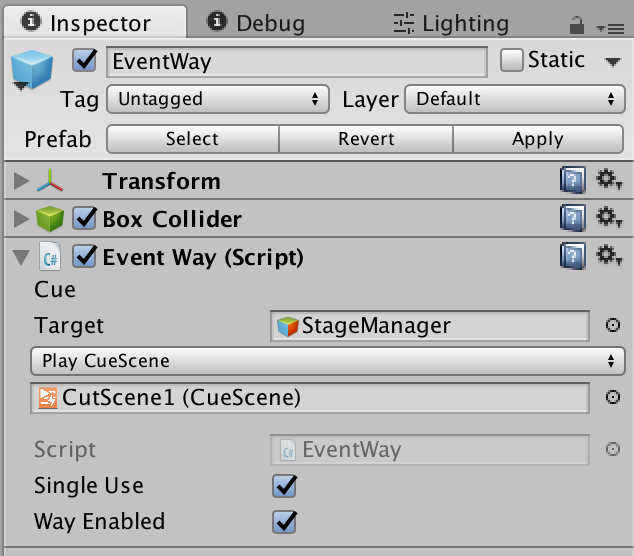 Inspector Debug Lighting
EventWay Static
Tag Untagged Layer Default
Prefab Select Revert Apply
Transform
Box Collider
C# Event Way (Script)
Cue
Target StageManager
Play CueScene
CutScene1 (CueScene)
Script C# EventWay
Single Use
Way Enabled